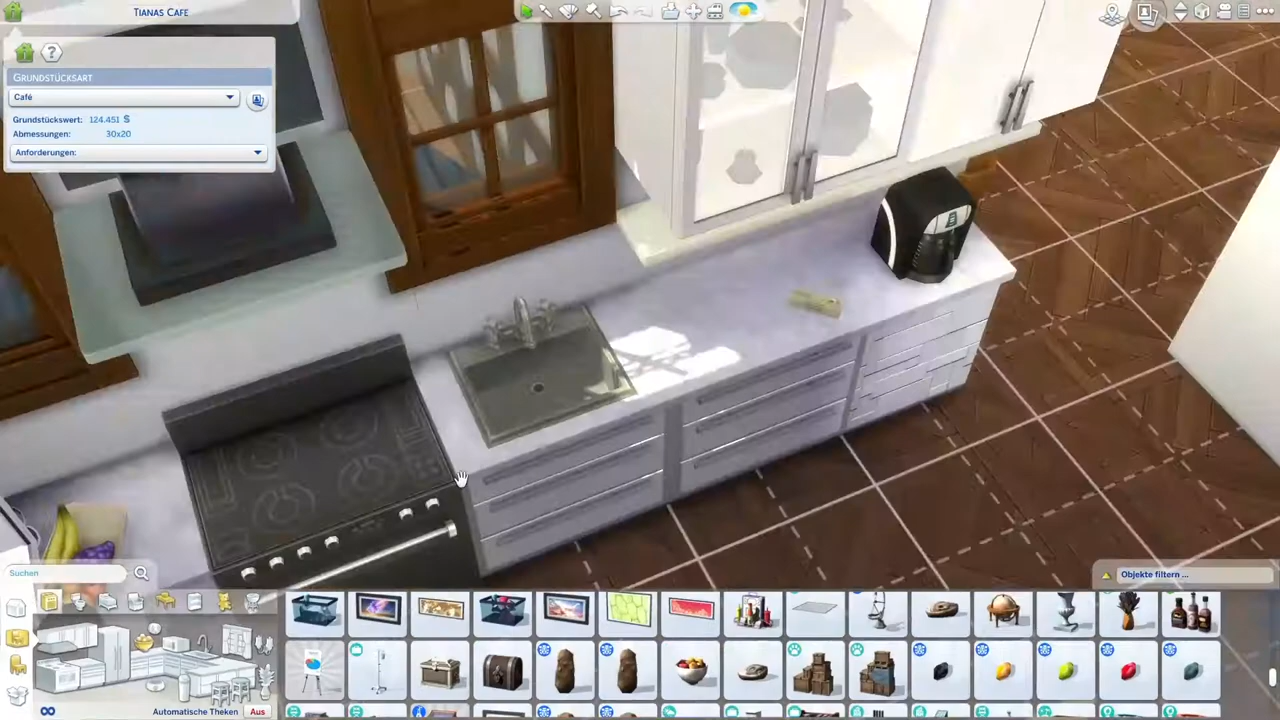 TIANAS CAFE
GRUNDSTÜCKSART
Café
Grundstückswert: 124.451 $
Abmessungen: 30x20
Anforderungen:
Suchen
Objekte filtern ...
Automatische Theken Aus